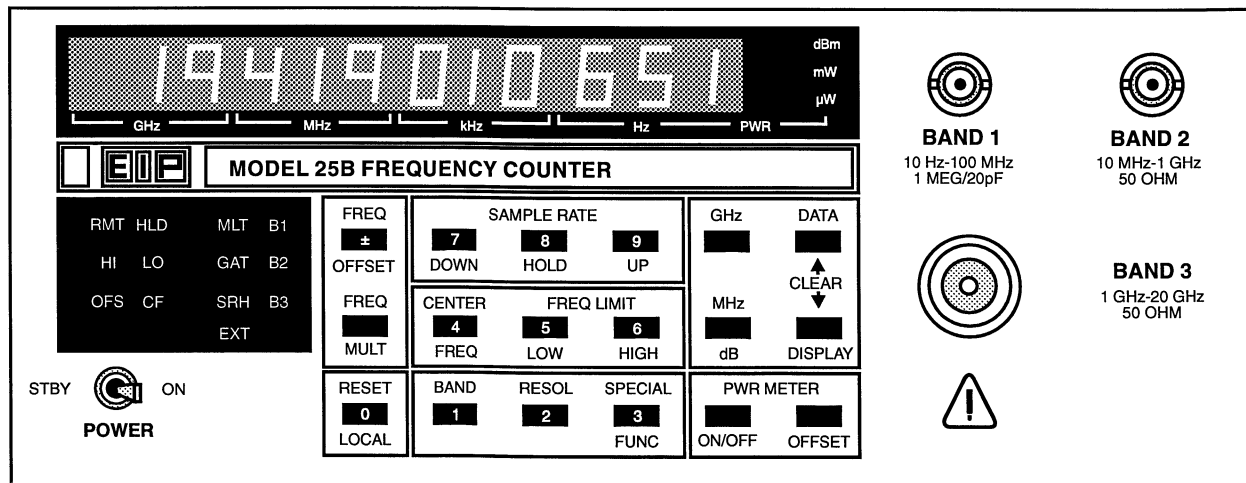 19 419 010 651
dBm
mW
µW
GHz MHz kHz Hz PWR
EIP MODEL 25B FREQUENCY COUNTER
RMT HLD MLT B1
HI LO GAT B2
OFS CF SRH B3
EXT
STBY ON
POWER
FREQ
±
OFFSET
FREQ
MULT
RESET
0
LOCAL
SAMPLE RATE
7 8 9
DOWN HOLD UP
CENTER FREQ LIMIT
4 5 6
FREQ LOW HIGH
BAND RESOL SPECIAL
1 2 3
FUNC
GHz DATA
CLEAR
MHz
dB DISPLAY
PWR METER
ON/OFF OFFSET
BAND 1
10 Hz-100 MHz
1 MEG/20pF
BAND 2
10 MHz-1 GHz
50 OHM
BAND 3
1 GHz-20 GHz
50 OHM
!